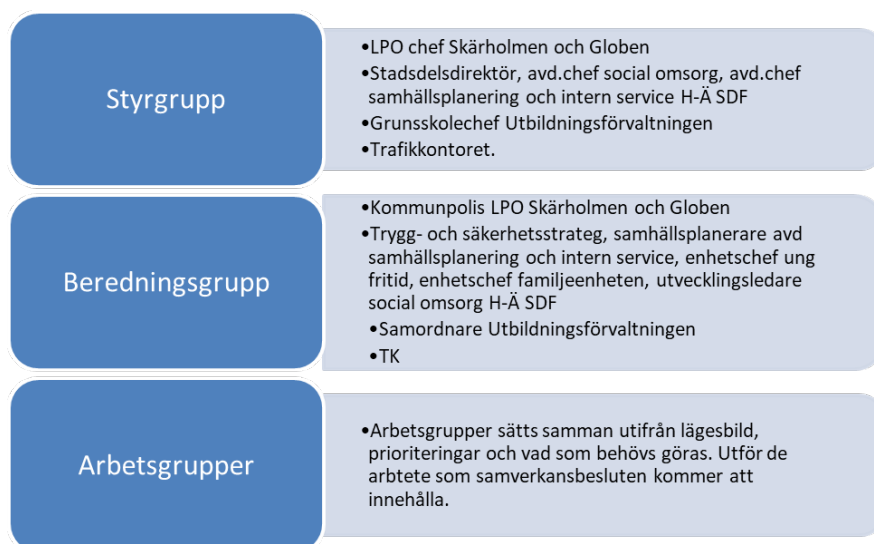 Styrgrupp
•LPO chef Skärholmen och Globen
•Stadsdelsdirektör, avd.chef social omsorg, avd.chef
samhällsplanering och intern service H-Ä SDF
•Grunsskolechef Utbildningsförvaltningen
•Trafikkontoret.
Beredningsgrupp
•Kommunpolis LPO Skärholmen och Globen
•Trygg- och säkerhetsstrateg, samhällsplanerare avd
samhällsplanering och intern service, enhetschef ung
fritid, enhetschef familjeenheten, utvecklingsledare
social omsorg H-Ä SDF
•Samordnare Utbildningsförvaltningen
•TK
Arbetsgrupper
•Arbetsgrupper sätts samman utifrån lägesbild,
prioriteringar och vad som behövs göras. Utför de
arbtete som samverkansbesluten kommer att
innehålla.